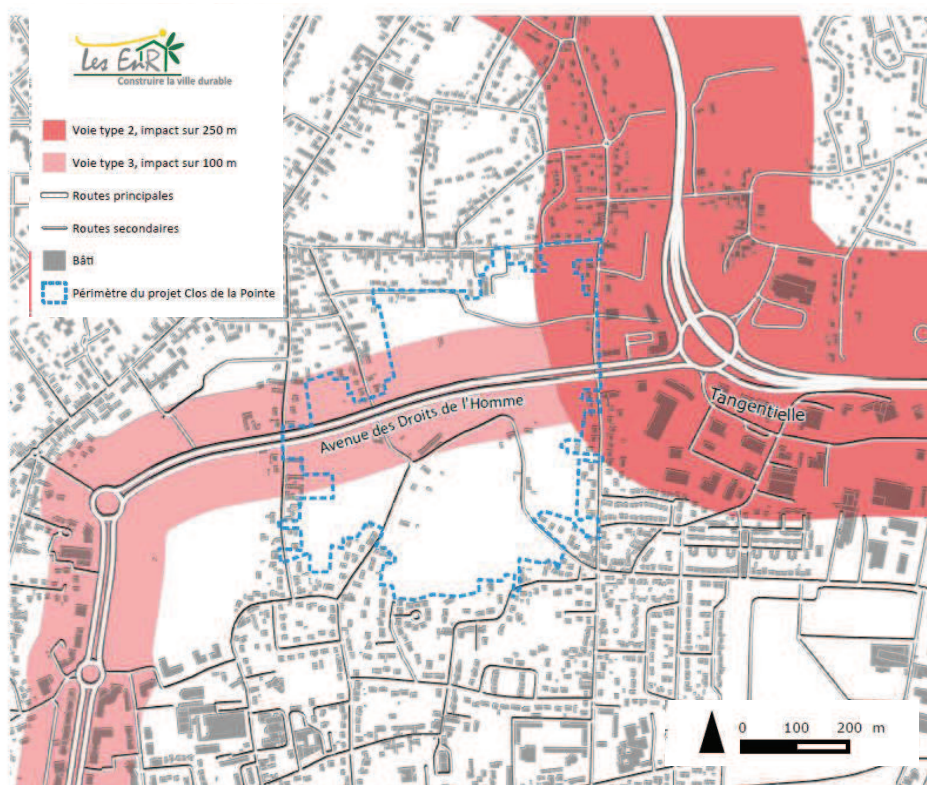 Les EnR
Construire la ville durable
Voie type 2, impact sur 250 m
Voie type 3, impact sur 100 m
Routes principales
Routes secondaires
Bâti
Périmètre du projet Clos de la Pointe
Avenue des Droits de l'Homme
Tangentielle
0 100 200 m